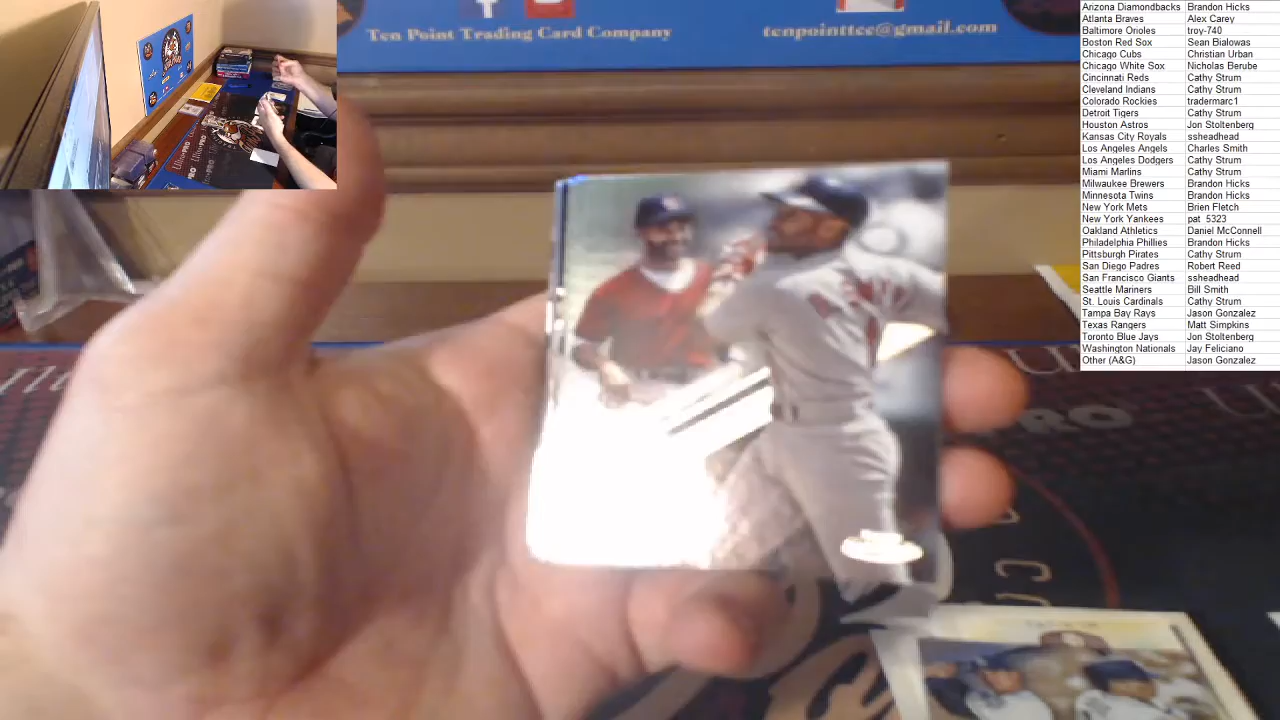 Ten Point Trading Card Company
tenpointtcc@gmail.com
Arizona Diamondbacks Brandon Hicks
Atlanta Braves Alex Carey
Baltimore Orioles troy-740
Boston Red Sox Sean Bialowas
Chicago Cubs Christian Urban
Chicago White Sox Nicholas Berube
Cincinnati Reds Cathy Strum
Cleveland Indians Cathy Strum
Colorado Rockies tradermarc1
Detroit Tigers Cathy Strum
Houston Astros Jon Stoltenberg
Kansas City Royals ssheadhead
Los Angeles Angels Charles Smith
Los Angeles Dodgers Cathy Strum
Miami Marlins Cathy Strum
Milwaukee Brewers Brandon Hicks
Minnesota Twins Brandon Hicks
New York Mets Brien Fletch
New York Yankees pat_5323
Oakland Athletics Daniel McConnell
Philadelphia Phillies Brandon Hicks
Pittsburgh Pirates Cathy Strum
San Diego Padres Robert Reed
San Francisco Giants ssheadhead
Seattle Mariners Bill Smith
St. Louis Cardinals Cathy Strum
Tampa Bay Rays Jason Gonzalez
Texas Rangers Matt Simpkins
Toronto Blue Jays Jon Stoltenberg
Washington Nationals Jay Feliciano
Other (A&G) Jason Gonzalez